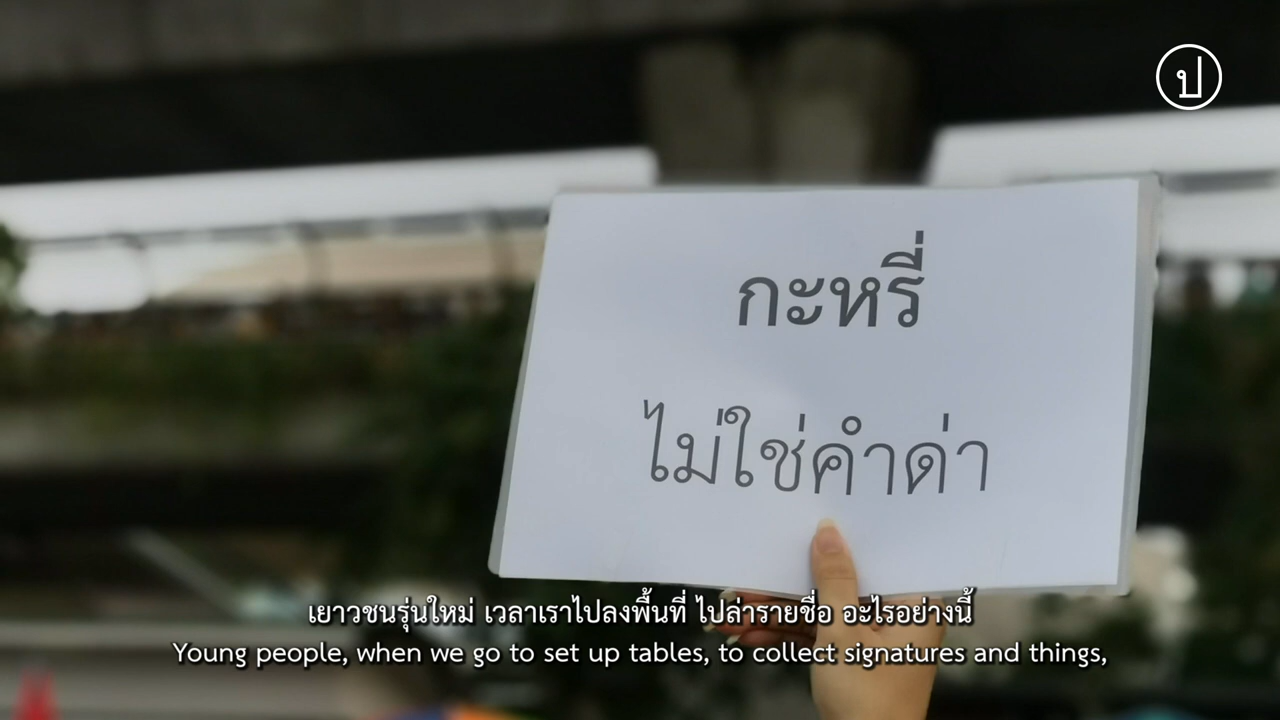 ป
กะหรี่
ไม่ใช่คำด่า
เยาวชนรุ่นใหม่ เวลาเราไปลงพื้นที่ ไปล่ารายชื่อ อะไรอย่างนี้
Young people, when we go to set up tables, to collect signatures and things,